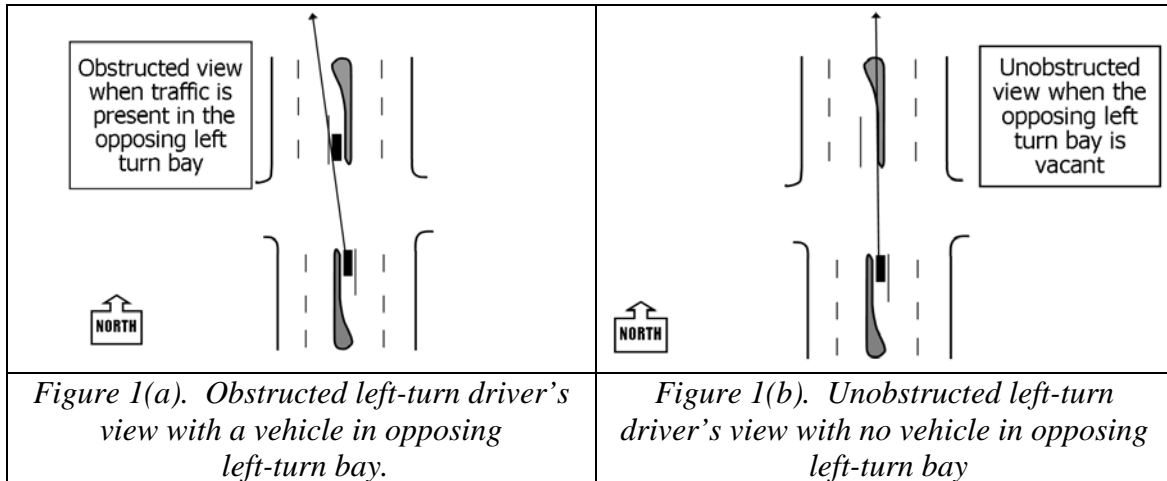 Obstructed view
when traffic is
present in the
opposing left
turn bay
NORTH
Unobstructed
view when the
opposing left
turn bay is
vacant
NORTH
Figure 1(a). Obstructed left-turn driver's
view with a vehicle in opposing
left-turn bay.
Figure 1(b). Unobstructed left-turn
driver's view with no vehicle in opposing
left-turn bay